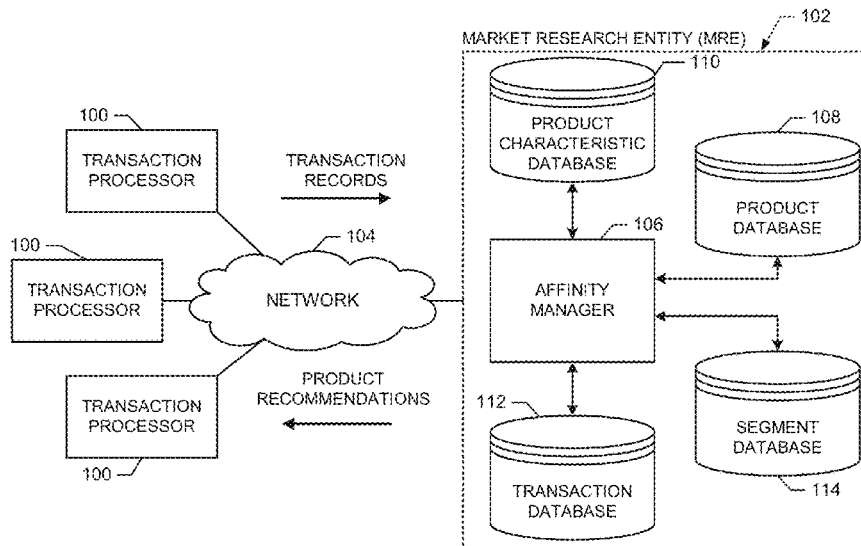 102
MARKET RESEARCH ENTITY (MRE)
110
100
PRODUCT
CHARACTERISTIC
DATABASE
108
TRANSACTION
PROCESSOR
TRANSACTION
RECORDS
PRODUCT
DATABASE
100
104
106
TRANSACTION
PROCESSOR
NETWORK
AFFINITY
MANAGER
PRODUCT
RECOMMENDATIONS
TRANSACTION
PROCESSOR
112
SEGMENT
DATABASE
100
TRANSACTION
DATABASE
114